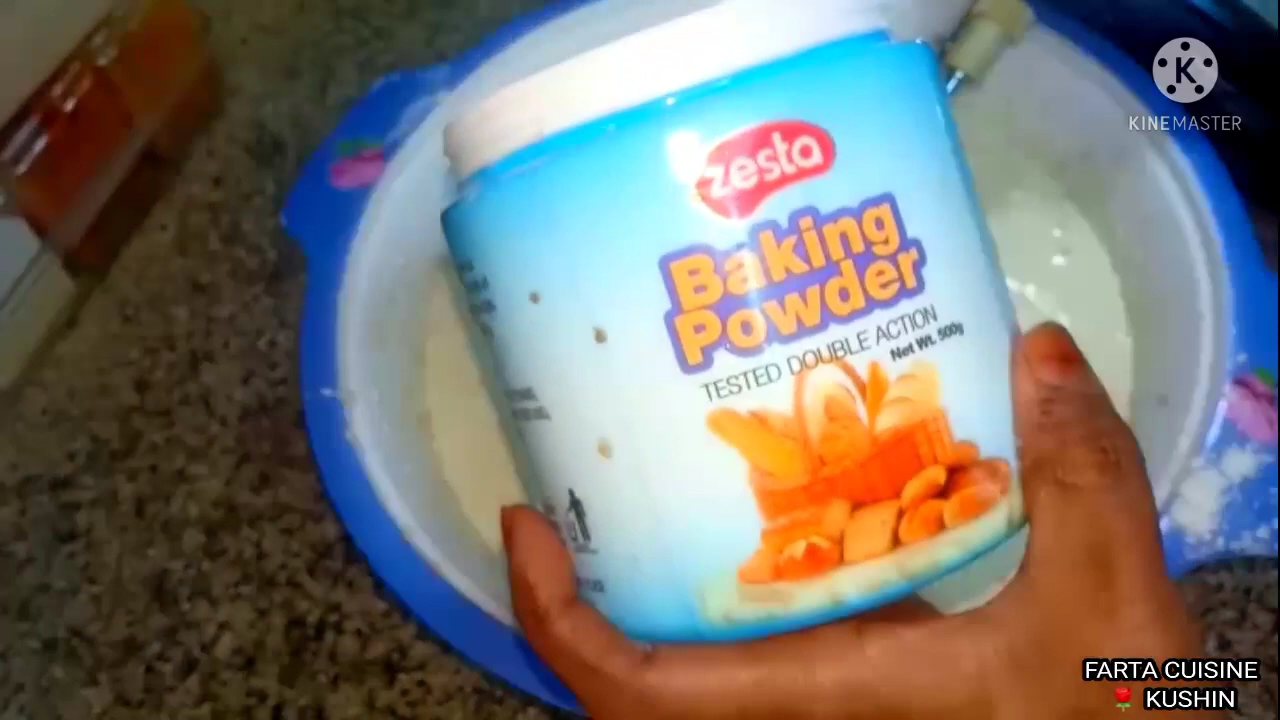 KINEMASTER
zesta
Baking
Powder
TESTED DOUBLE ACTION
Net Wt. 500g
FARTA CUISINE
🌹 KUSHIN